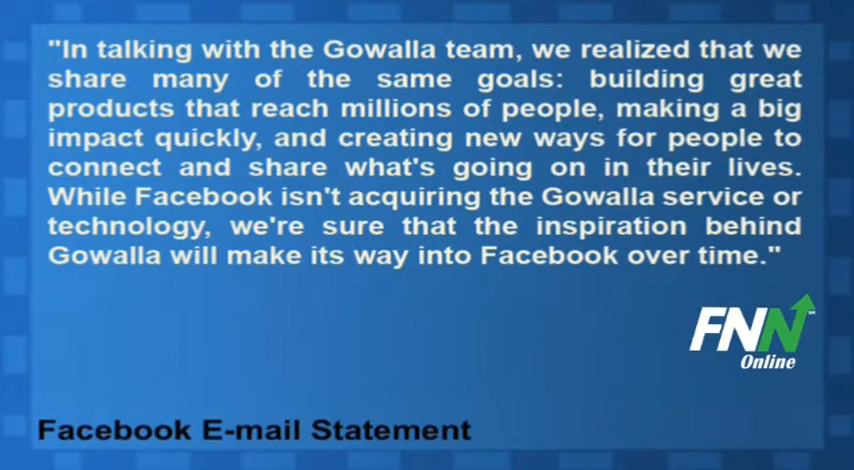 "In talking with the Gowalla team, we realized that we
share many of the same goals: building great
products that reach millions of people, making a big
impact quickly, and creating new ways for people to
connect and share what's going on in their lives.
While Facebook isn't acquiring the Gowalla service or
technology, we're sure that the inspiration behind
Gowalla will make its way into Facebook over time."
FNN
Online
Facebook E-mail Statement